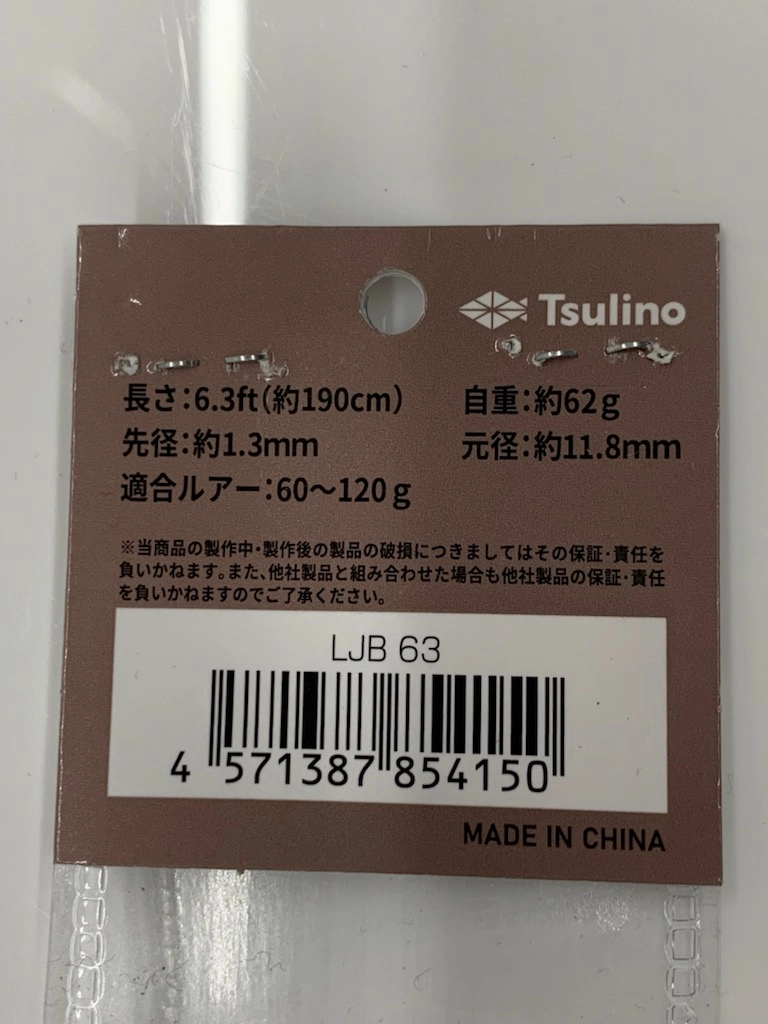 Tsulino
長さ:6.3ft(約190cm) 自重:約62g
先径:約1.3mm 元径:約11.8mm
適合ルアー:60〜120g
※当商品の製作中・製作後の製品の破損につきましてはその保証・責任を
負いかねます。また、他社製品と組み合わせた場合も他社製品の保証・責任
を負いかねますのでご了承ください。
LJB 63
4 571387 854150
MADE IN CHINA